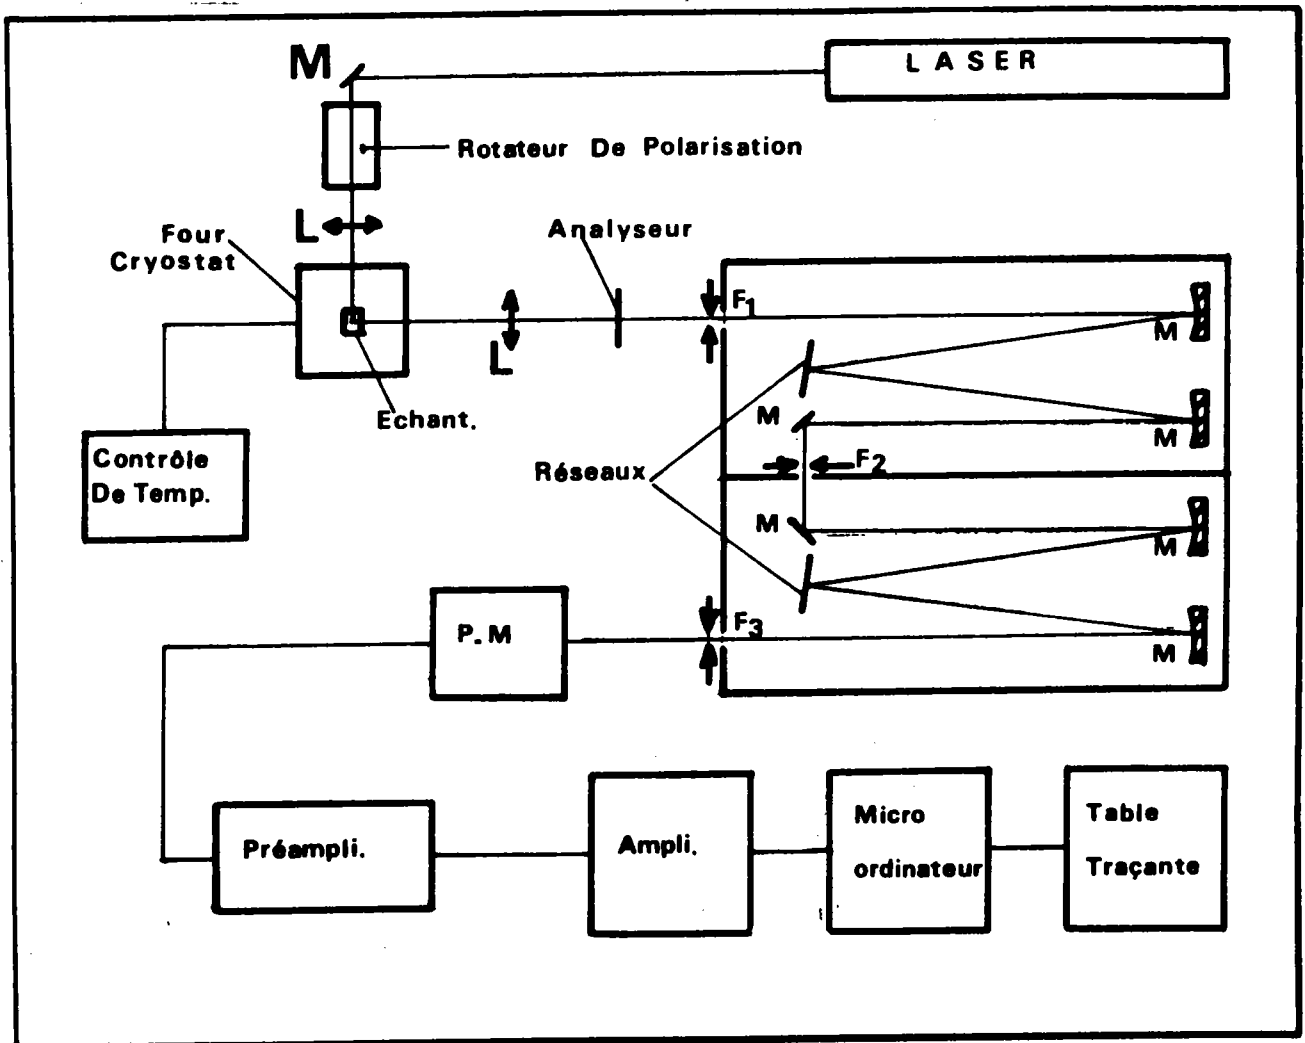 M
LASER
Rotateur De Polarisation
L
Four
Cryostat
Analyseur
F1
M
L
Echant.
M
M
Contrôle
De Temp.
Réseaux
F2
M
M
P.M
F3
M
Préampli.
Ampli.
Micro
ordinateur
Table
Traçante